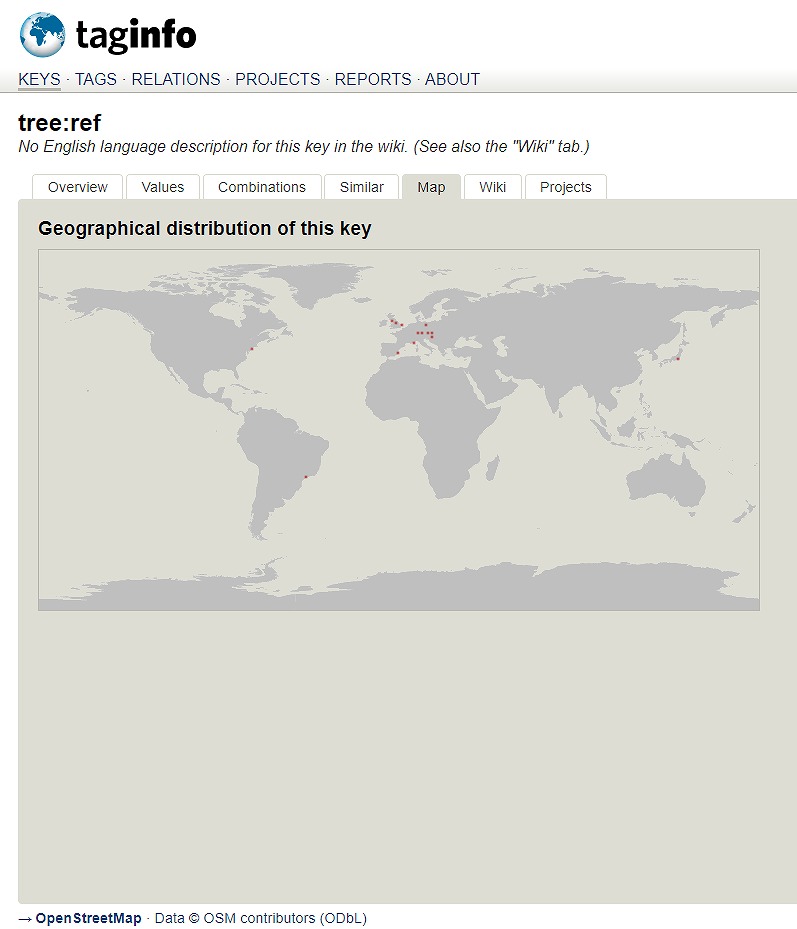 taginfo
KEYS · TAGS · RELATIONS · PROJECTS · REPORTS · ABOUT
tree:ref
No English language description for this key in the wiki. (See also the "Wiki" tab.)
Overview Values Combinations Similar Map Wiki Projects
Geographical distribution of this key
→ OpenStreetMap · Data © OSM contributors (ODbL)